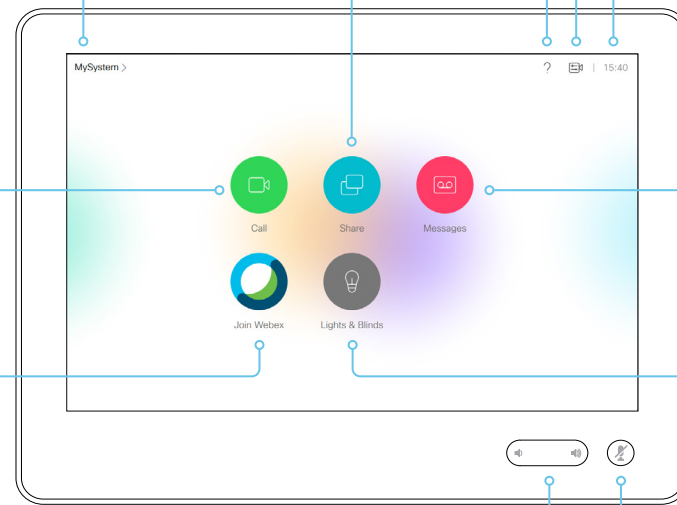 MySystem >
? | 15:40
Call Share Messages
Join Webex Lights & Blinds